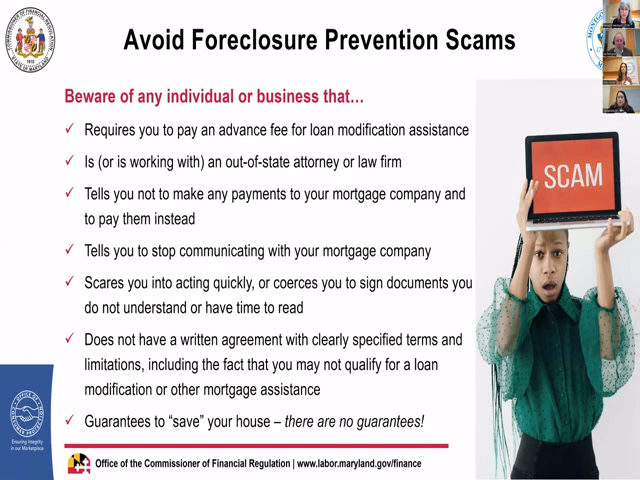 Avoid Foreclosure Prevention Scams
Beware of any individual or business that…
Requires you to pay an advance fee for loan modification assistance
Is (or is working with) an out-of-state attorney or law firm
Tells you not to make any payments to your mortgage company and
to pay them instead
Tells you to stop communicating with your mortgage company
Scares you into acting quickly, or coerces you to sign documents you
do not understand or have time to read
Does not have a written agreement with clearly specified terms and
limitations, including the fact that you may not qualify for a loan
modification or other mortgage assistance
Guarantees to “save” your house – there are no guarantees!
SCAM
Ensuring Integrity
in our Marketplace
Office of the Commissioner of Financial Regulation | www.labor.maryland.gov/finance